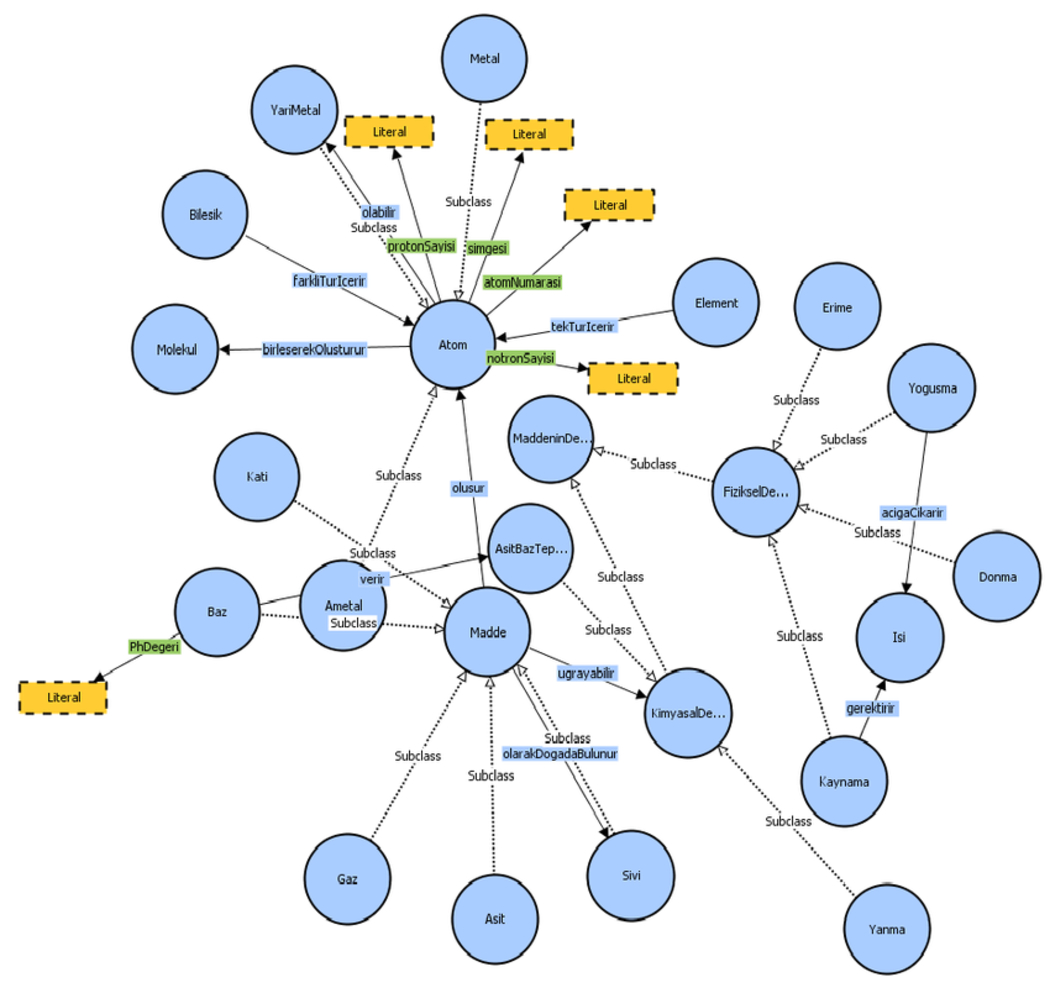 Metal
YariMetal
Literal
Literal
Subclass
Literal
Bilesik
olabilir
Subclass
protonSayisi
simgesi
atomNumarasi
farkliTurIcerir
Element
Erime
tekTurIcerir
Molekul
birleserekOlusturur
Atom
notronSayisi
Literal
Subclass
Yogusma
MaddeninDe...
Subclass
Subclass
Kati
Subclass
olusur
FizikselDe...
acigaCikarir
Subclass
AsitBazTep...
Subclass
verir
Subclass
Donma
Baz
Ametal
Subclass
Madde
Subclass
Subclass
Isi
PhDegeri
ugrayabilir
Literal
KimyasalDe...
gerektirir
Subclass
Subclass
olarakDogadaBulunur
Subclass
Kaynama
Subclass
Gaz
Sivi
Asit
Yanma